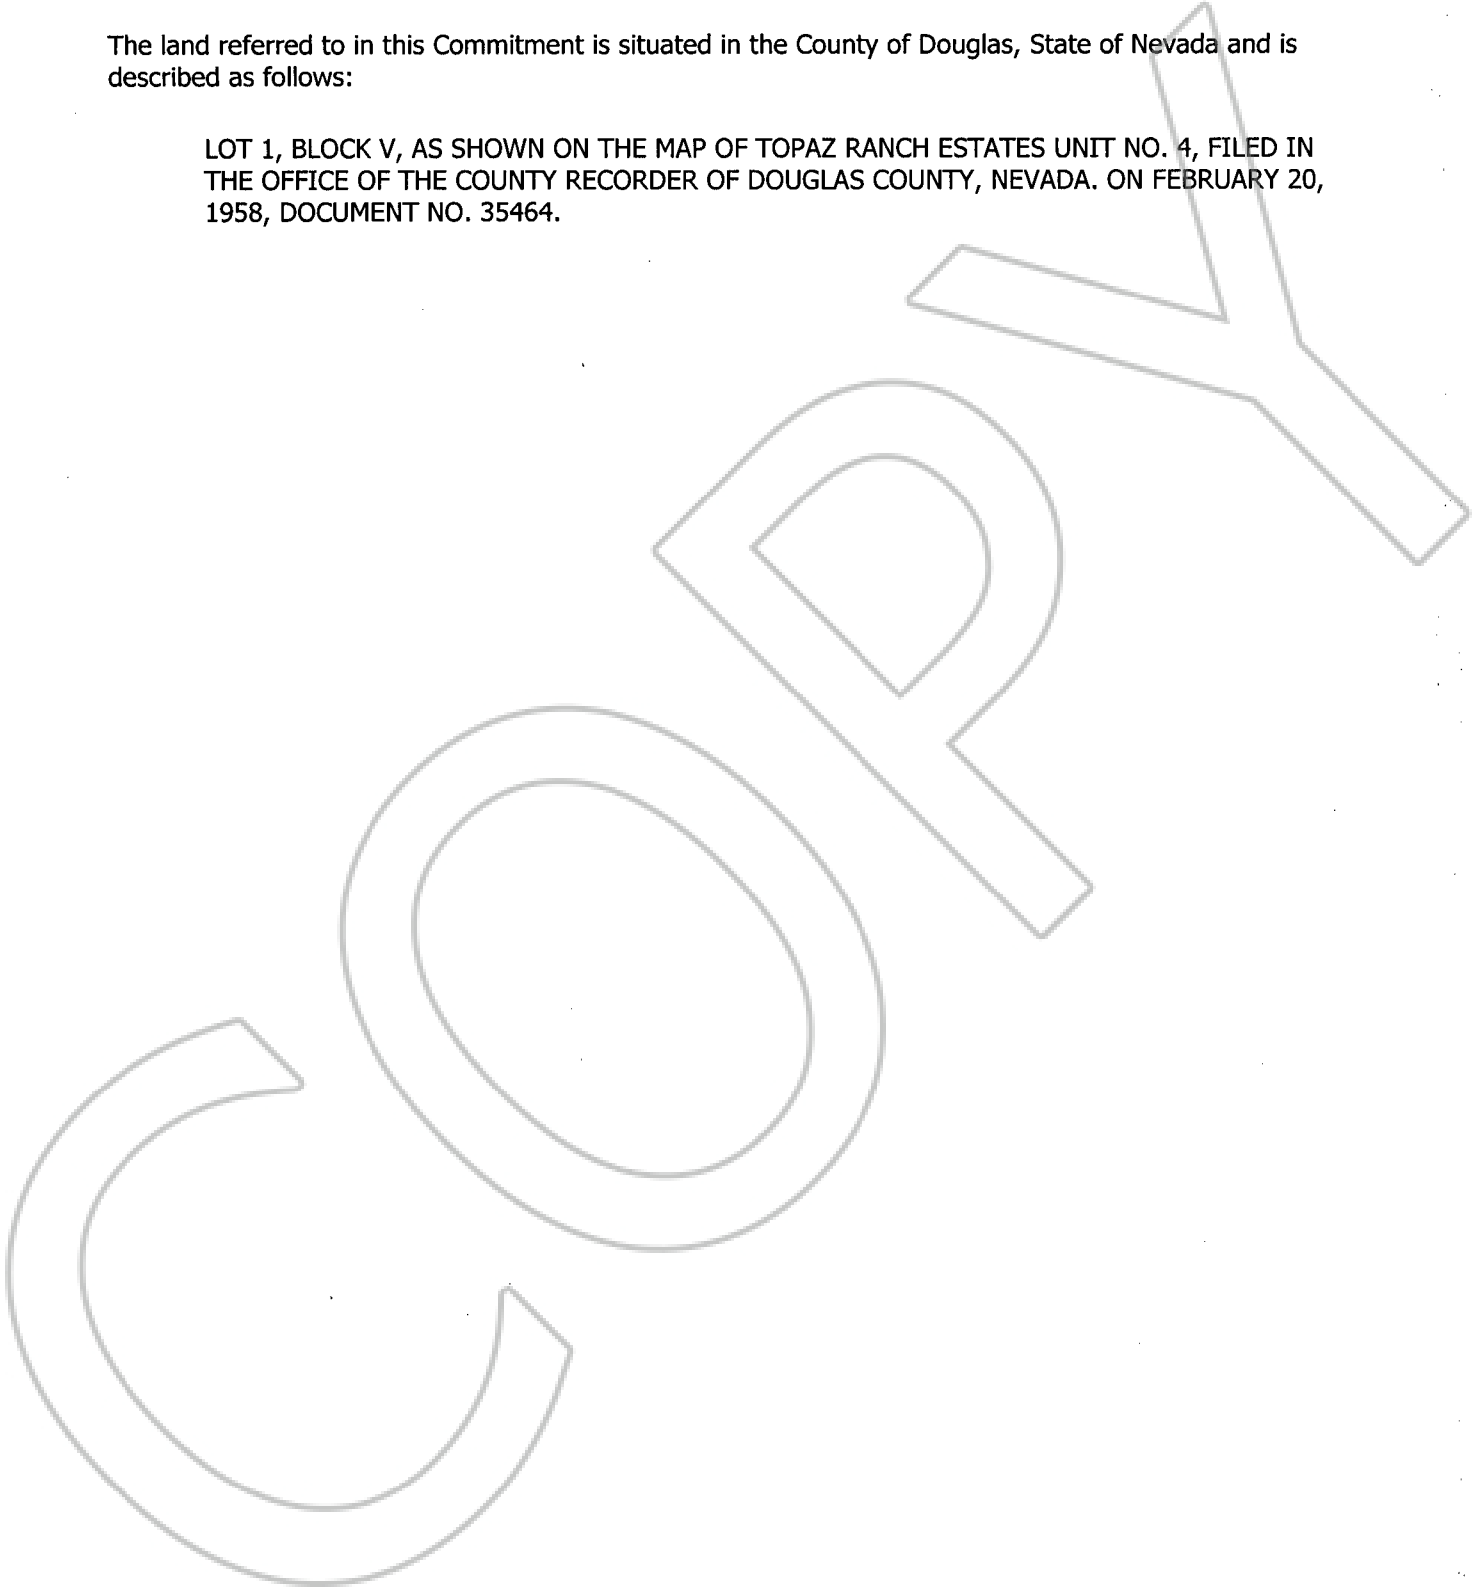 The land referred to in this Commitment is situated in the County of Douglas, State of Nevada and is
described as follows:
LOT 1, BLOCK V, AS SHOWN ON THE MAP OF TOPAZ RANCH ESTATES UNIT NO. 4, FILED IN
THE OFFICE OF THE COUNTY RECORDER OF DOUGLAS COUNTY, NEVADA. ON FEBRUARY 20,
1958, DOCUMENT NO. 35464.
COPY